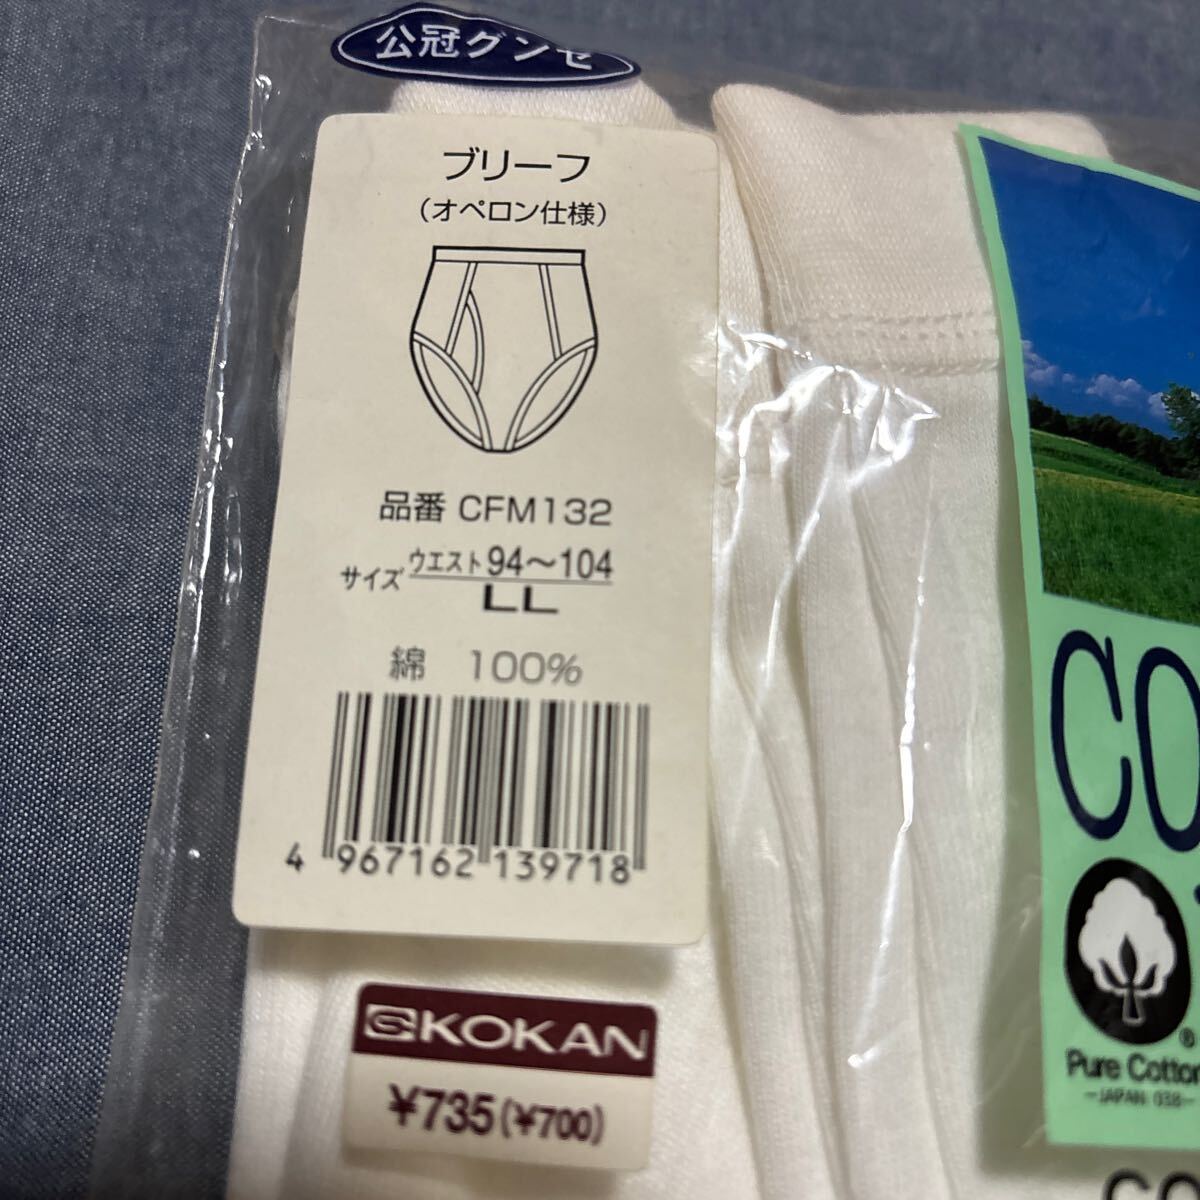 公冠グンゼ
ブリーフ
(オペロン仕様)
品番 CFM132
サイズ ウエスト94〜104
LL
綿 100%
4 967162 139718
KOKAN
¥735(¥700)
CO
®
Pure Cotton
-JAPAN 038-